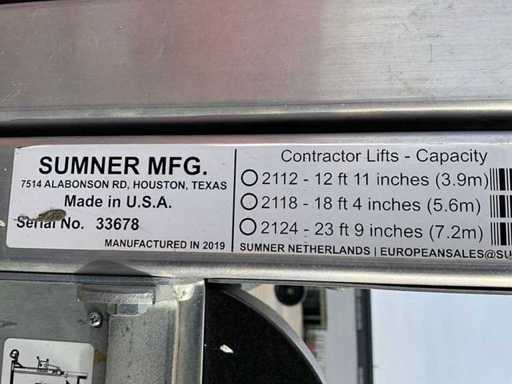 SUMNER MFG.
7514 ALABONSON RD, HOUSTON, TEXAS
Made in U.S.A.
Serial No. 33678
MANUFACTURED IN 2019
Contractor Lifts - Capacity
2112 - 12 ft 11 inches (3.9m)
2118 - 18 ft 4 inches (5.6m)
2124 - 23 ft 9 inches (7.2m)
SUMNER NETHERLANDS | EUROPEANSALES@SU